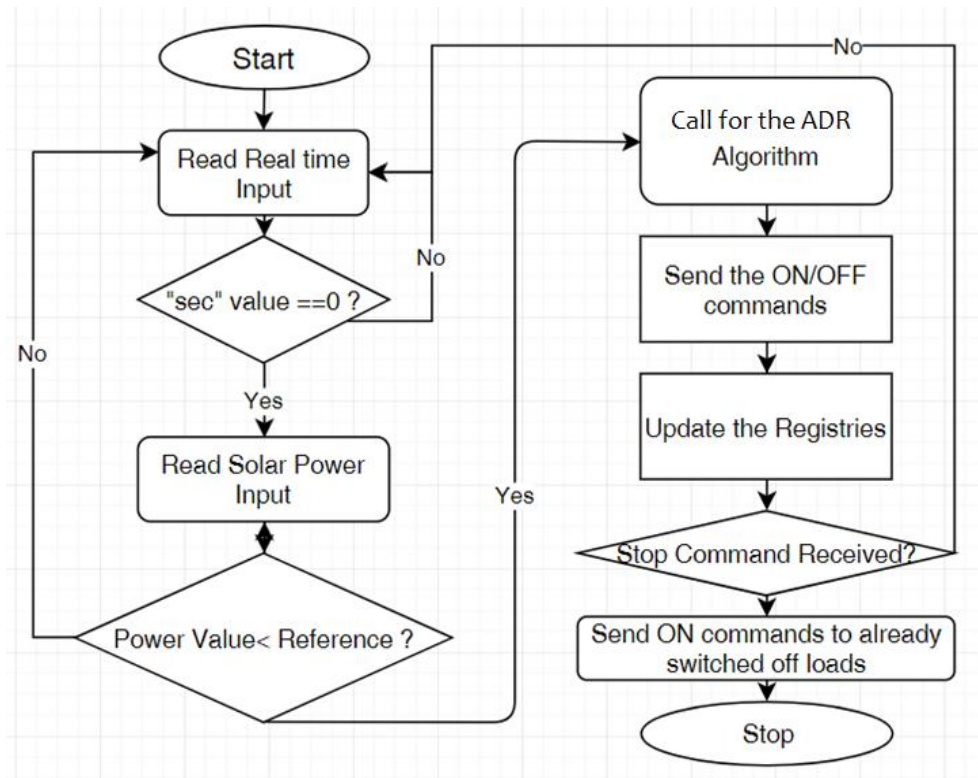 Start
Read Real time
Input
"sec" value ==0 ?
No
Yes
Read Solar Power
Input
Power Value< Reference ?
No
Yes
Call for the ADR
Algorithm
Send the ON/OFF
commands
Update the Registries
Stop Command Received?
No
Send ON commands to already
switched off loads
Stop